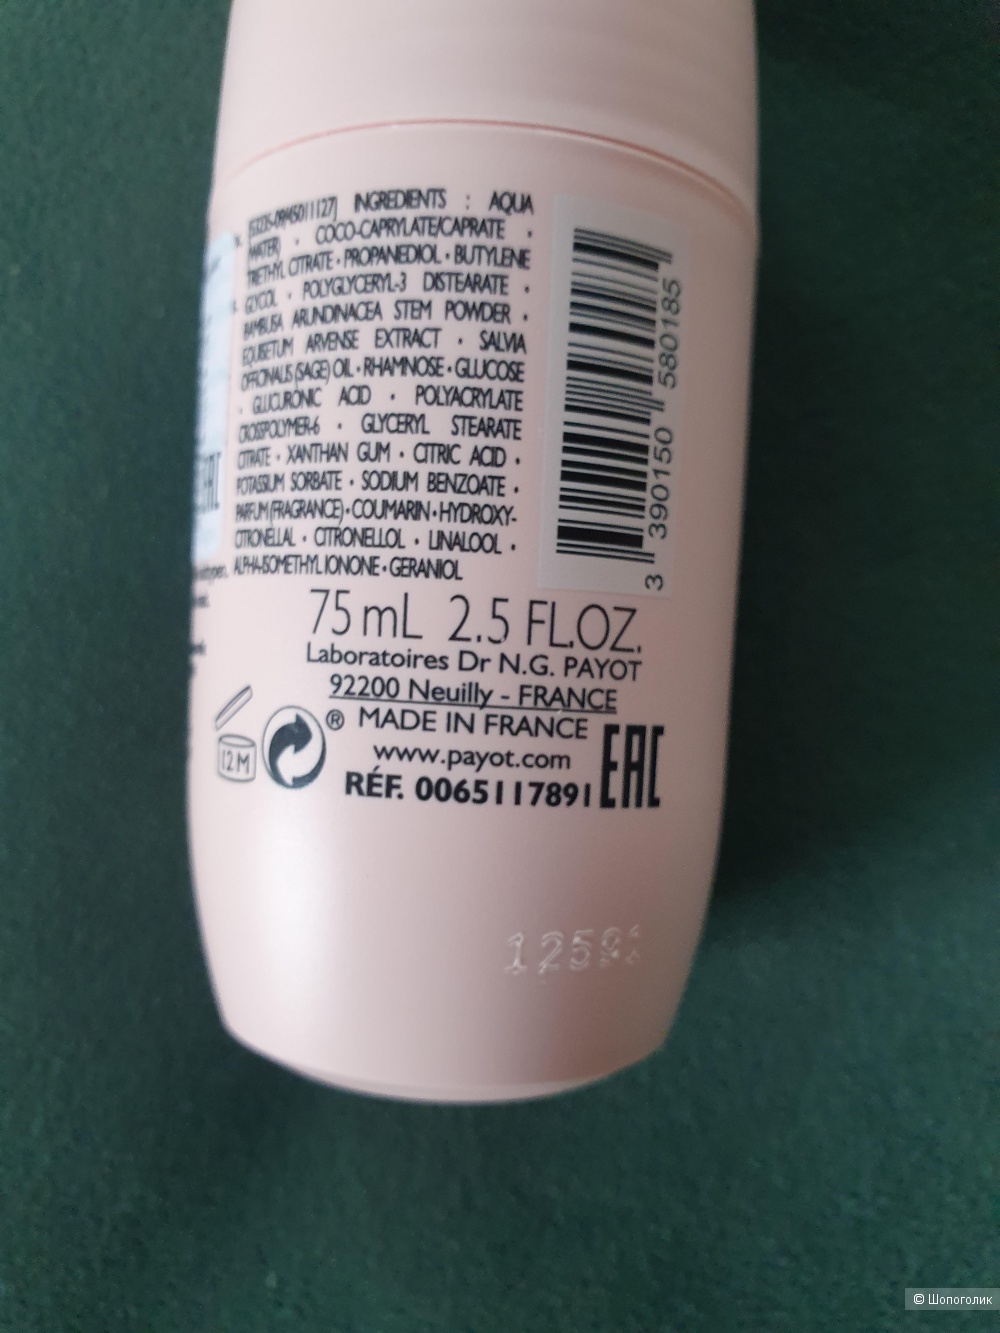 INGREDIENTS : AQUA
(WATER) • COCO-CAPRYLATE/CAPRATE •
TRIETHYL CITRATE • PROPANEDIOL • BUTYLENE
GLYCOL • POLYGLYCERYL-3 DISTEARATE •
BAMBUSA ARUNDINACEA STEM POWDER •
EQUISETUM ARVENSE EXTRACT • SALVIA
OFFICINALIS (SAGE) OIL • RHAMNOSE • GLUCOSE
• GLUCURONIC ACID • POLYACRYLATE
CROSSPOLYMER-6 • GLYCERYL STEARATE
CITRATE • XANTHAN GUM • CITRIC ACID •
POTASSIUM SORBATE • SODIUM BENZOATE •
PARFUM (FRAGRANCE) • COUMARIN • HYDROXY-
CITRONELLAL • CITRONELLOL • LINALOOL •
ALPHA-ISOMETHYL IONONE • GERANIOL
3 390150 580185
75 mL 2.5 FL.OZ.
Laboratoires Dr N.G. PAYOT
92200 Neuilly - FRANCE
® MADE IN FRANCE
12M
www.payot.com
RÉF. 0065117891
EAC
© Шопоголик